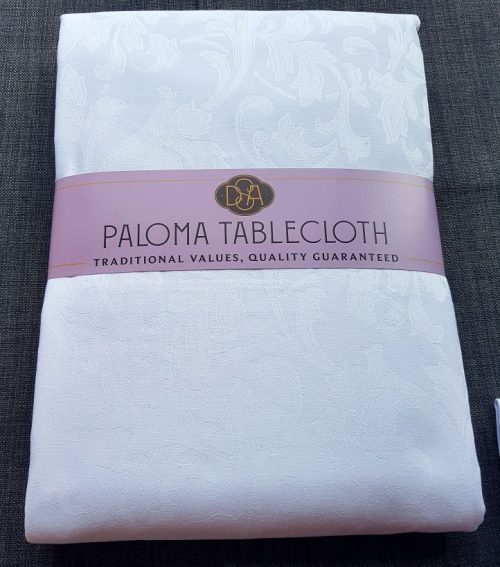 DSA
PALOMA TABLECLOTH
TRADITIONAL VALUES, QUALITY GUARANTEED